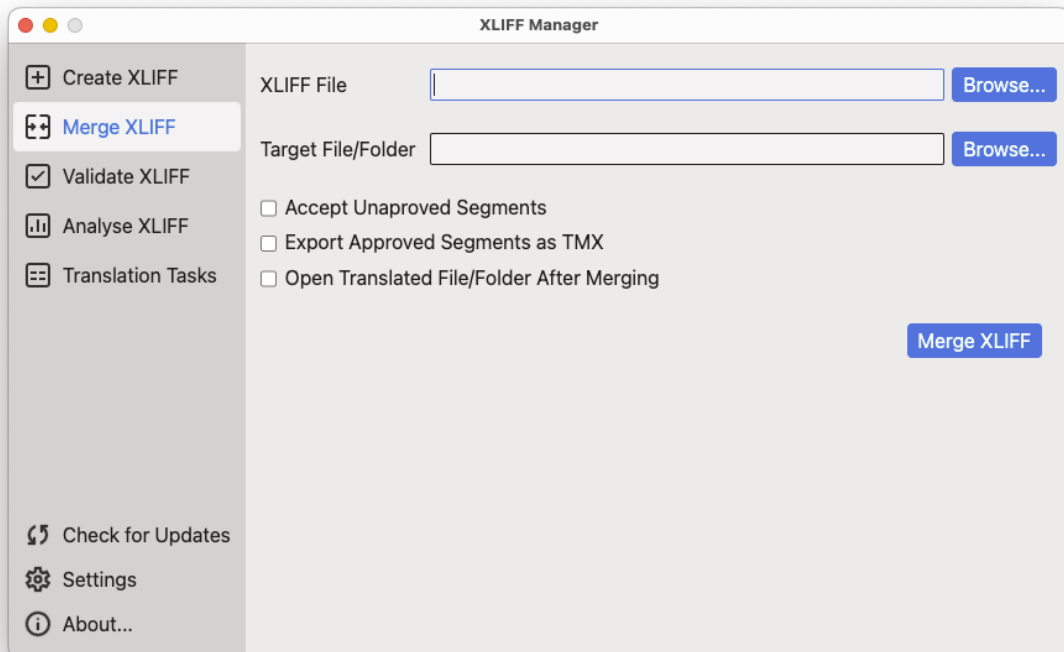 XLIFF Manager
Create XLIFF
Merge XLIFF
Validate XLIFF
Analyse XLIFF
Translation Tasks
Check for Updates
Settings
About...
XLIFF File
Browse...
Target File/Folder
Browse...
Accept Unaproved Segments
Export Approved Segments as TMX
Open Translated File/Folder After Merging
Merge XLIFF